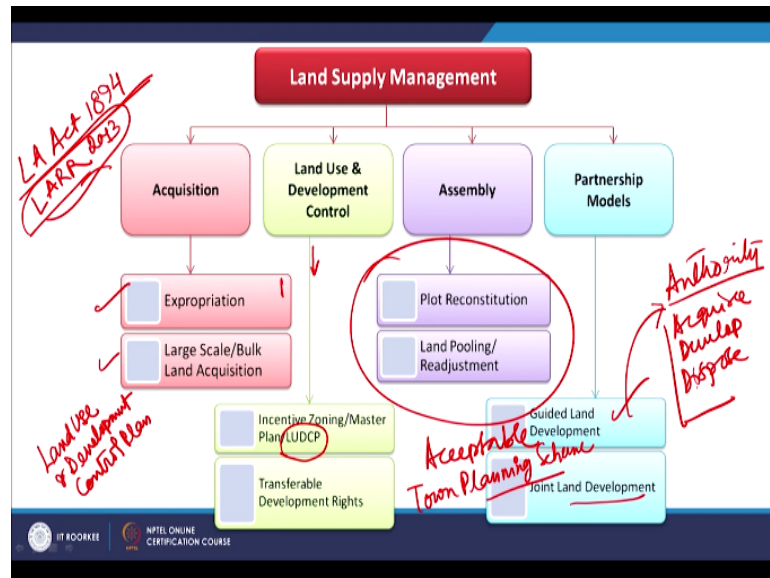 Land Supply Management
LA Act 1894
LARR 2013
Acquisition
Land Use &
Development
Control
Assembly
Partnership
Models
Expropriation
Large Scale/Bulk
Land Acquisition
Land Use
& Development
Control Plan
Incentive Zoning/Master
Plan/LUDCP
Transferable
Development Rights
Plot Reconstitution
Land Pooling/
Readjustment
Acceptable
Town Planning Scheme
Guided Land
Development
Joint Land Development
Authority
Acquire
Develop
Dispose
IIT ROORKEE
NPTEL ONLINE
CERTIFICATION COURSE